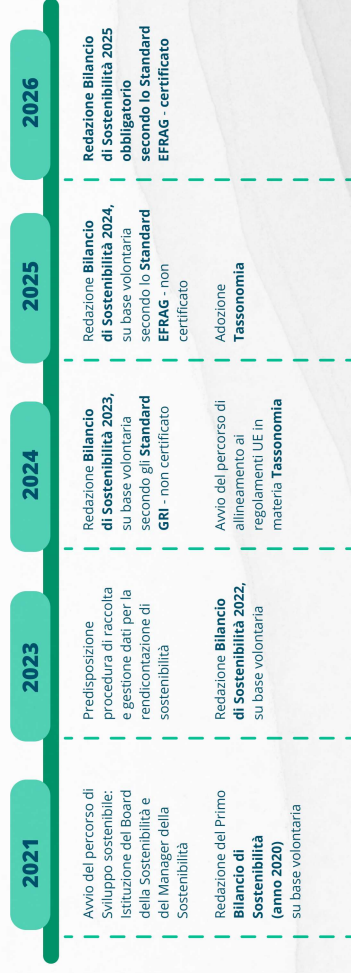 2021
Avvio del percorso di
Sviluppo sostenibile:
Istituzione del Board
della Sostenibilità e
del Manager della
Sostenibilità
Redazione del Primo
Bilancio di
Sostenibilità
(anno 2020)
su base volontaria
2023
Predisposizione
procedura di raccolta
e gestione dati per la
rendicontazione di
sostenibilità
Redazione Bilancio
di Sostenibilità 2022,
su base volontaria
2024
Redazione Bilancio
di Sostenibilità 2023,
su base volontaria
secondo gli Standard
GRI - non certificato
Avvio del percorso di
allineamento ai
regolamenti UE in
materia Tassonomia
2025
Redazione Bilancio
di Sostenibilità 2024,
su base volontaria
secondo lo Standard
EFRAG - non
certificato
Adozione
Tassonomia
2026
Redazione Bilancio
di Sostenibilità 2025
obbligatorio
secondo lo Standard
EFRAG - certificato